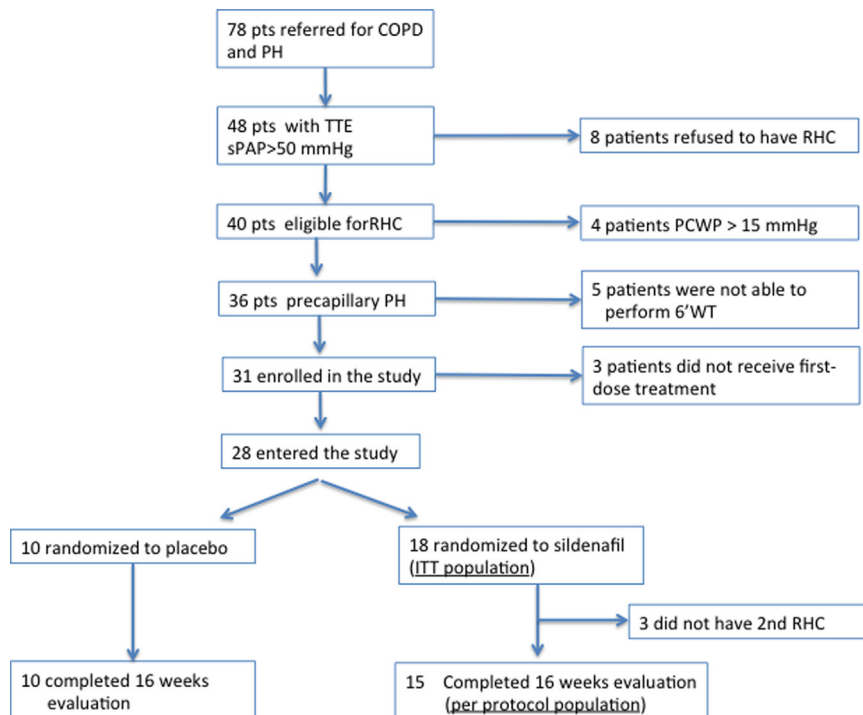 78 pts referred for COPD
and PH
48 pts with TTE
sPAP>50 mmHg
8 patients refused to have RHC
40 pts eligible forRHC
4 patients PCWP > 15 mmHg
36 pts precapillary PH
5 patients were not able to
perform 6'WT
31 enrolled in the study
3 patients did not receive first-
dose treatment
28 entered the study
10 randomized to placebo
18 randomized to sildenafil
(ITT population)
3 did not have 2nd RHC
10 completed 16 weeks
evaluation
15 Completed 16 weeks evaluation
(per protocol population)